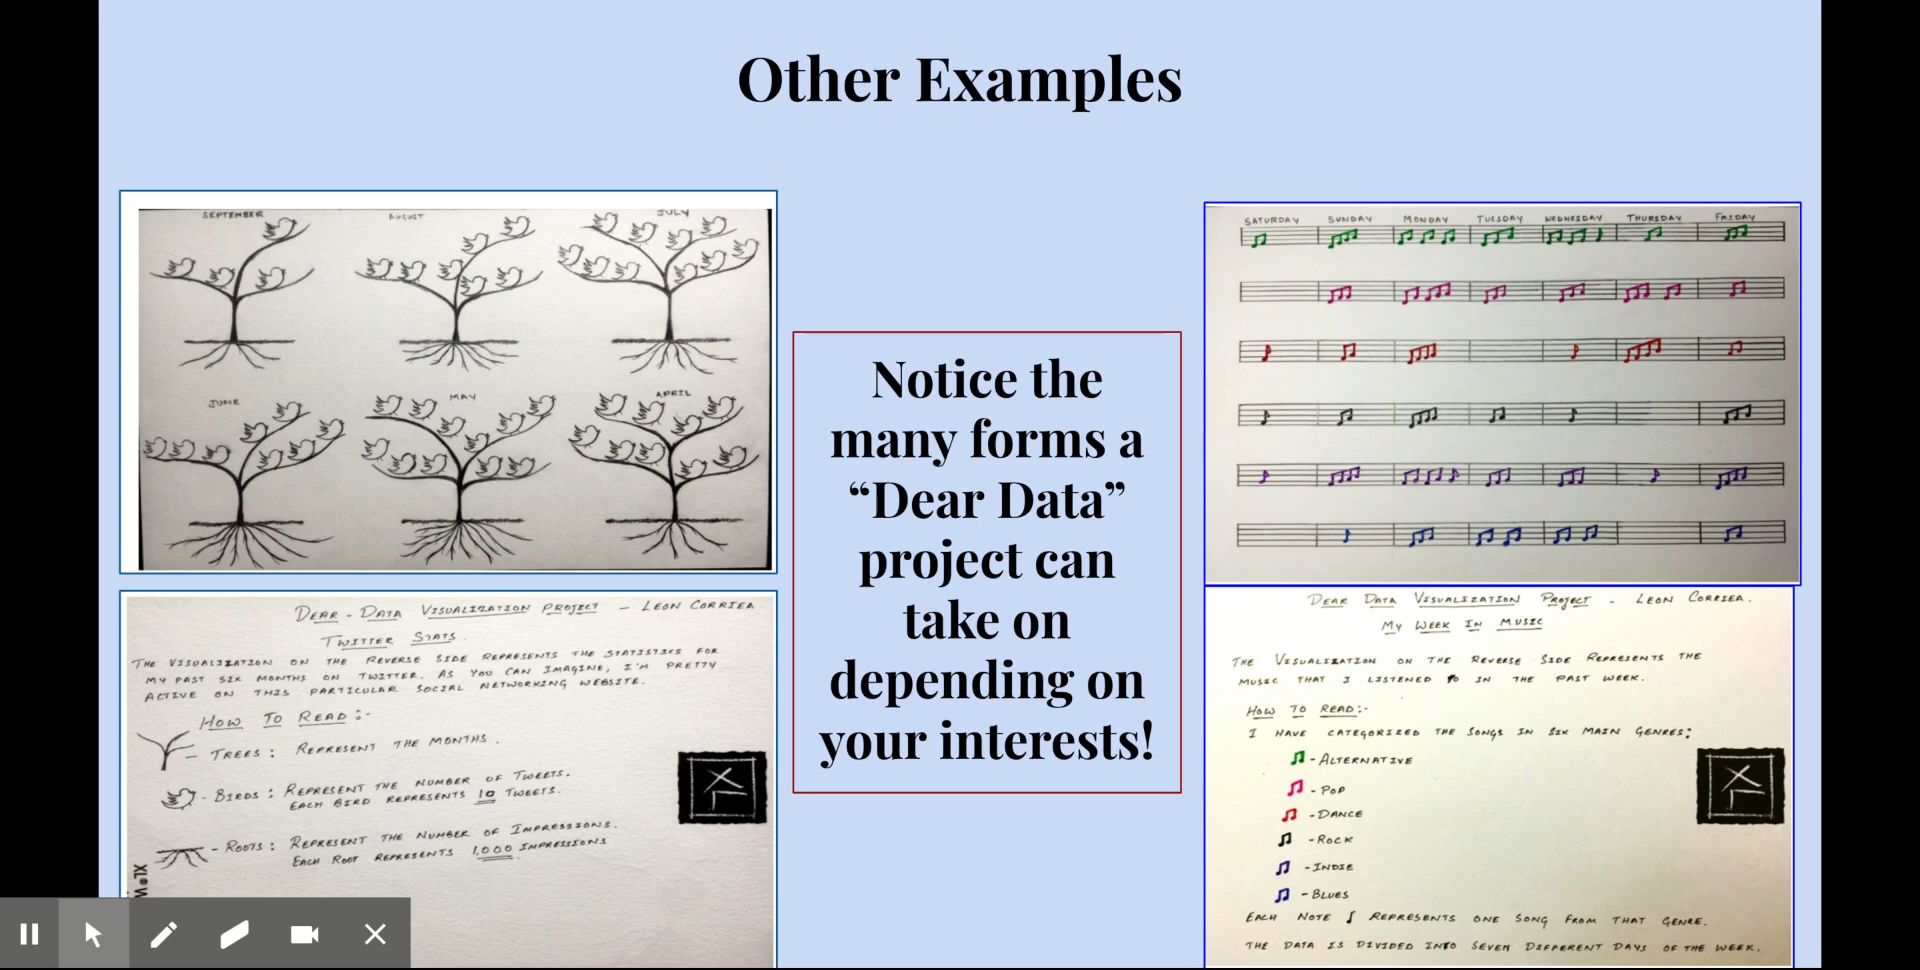 Other Examples
SEPTEMBER
AUGUST
JULY
JUNE
MAY
APRIL
DEAR - DATA VISUALIZATION PROJECT - LEON CORRIEA
TWITTER STATS.
THE VISUALIZATION ON THE REVERSE SIDE REPRESENTS THE STATISTICS FOR
MY PAST SIX MONTHS ON TWITTER. AS YOU CAN IMAGINE, I'M PRETTY
ACTIVE ON THIS PARTICULAR SOCIAL NETWORKING WEBSITE.
HOW TO READ :-
- TREES : REPRESENT THE MONTHS.
- BIRDS : REPRESENT THE NUMBER OF TWEETS.
EACH BIRD REPRESENTS 10 TWEETS.
- ROOTS : REPRESENT THE NUMBER OF IMPRESSIONS.
EACH ROOT REPRESENTS 1,000 IMPRESSIONS
Notice the
many forms a
“Dear Data”
project can
take on
depending on
your interests!
SATURDAY SUNDAY MONDAY TUESDAY WEDNESDAY THURSDAY FRIDAY
DEAR DATA VISUALIZATION PROJECT - LEON CORRIEA.
MY WEEK IN MUSIC
THE VISUALIZATION ON THE REVERSE SIDE REPRESENTS THE
MUSIC THAT I LISTENED TO IN THE PAST WEEK.
HOW TO READ:-
I HAVE CATEGORIZED THE SONGS IN SIX MAIN GENRES:
- ALTERNATIVE
- POP
- DANCE
- ROCK
- INDIE
- BLUES
EACH NOTE REPRESENTS ONE SONG FROM THAT GENRE.
THE DATA IS DIVIDED INTO SEVEN DIFFERENT DAYS OF THE WEEK.